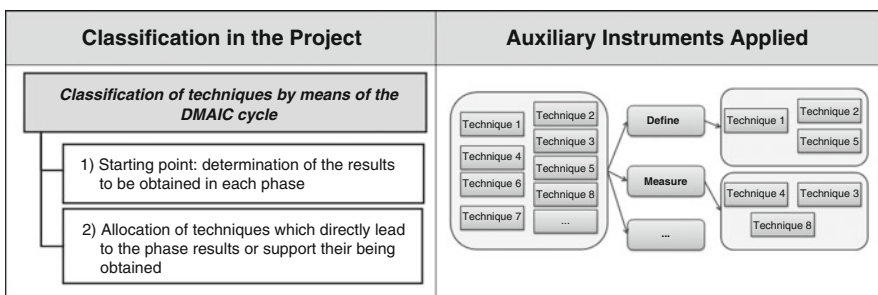 Classification in the Project
Auxiliary Instruments Applied
Classification of techniques by means of the
DMAIC cycle
1) Starting point: determination of the results
to be obtained in each phase
2) Allocation of techniques which directly lead
to the phase results or support their being
obtained
Technique 1
Technique 4
Technique 6
Technique 7
Technique 2
Technique 3
Technique 5
Technique 8
...
Define
Measure
...
Technique 1
Technique 2
Technique 5
Technique 4
Technique 3
Technique 8